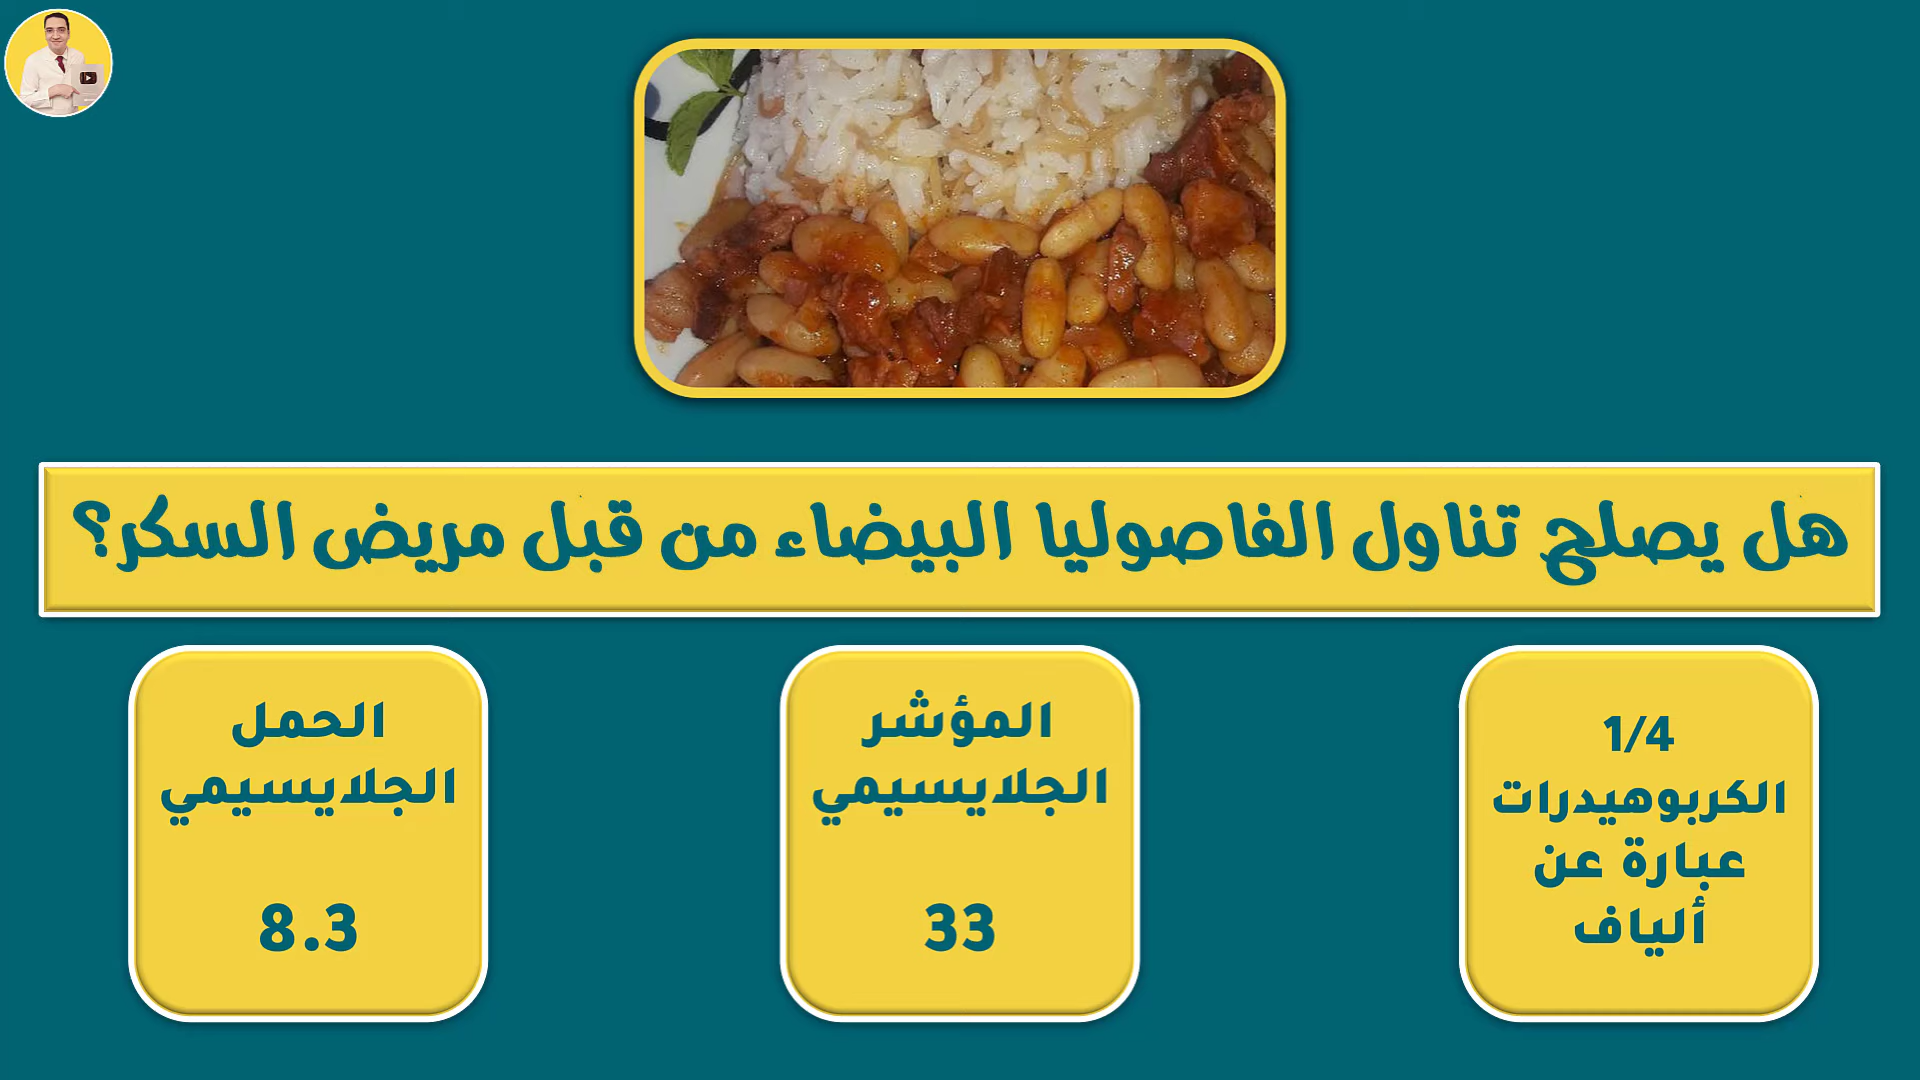 هل يصلح تناول الفاصوليا البيضاء من قبل مريض السكر؟
1/4
الكربوهيدرات
عبارة عن
ألياف
المؤشر
الجلايسيمي
33
الحمل
الجلايسيمي
8.3